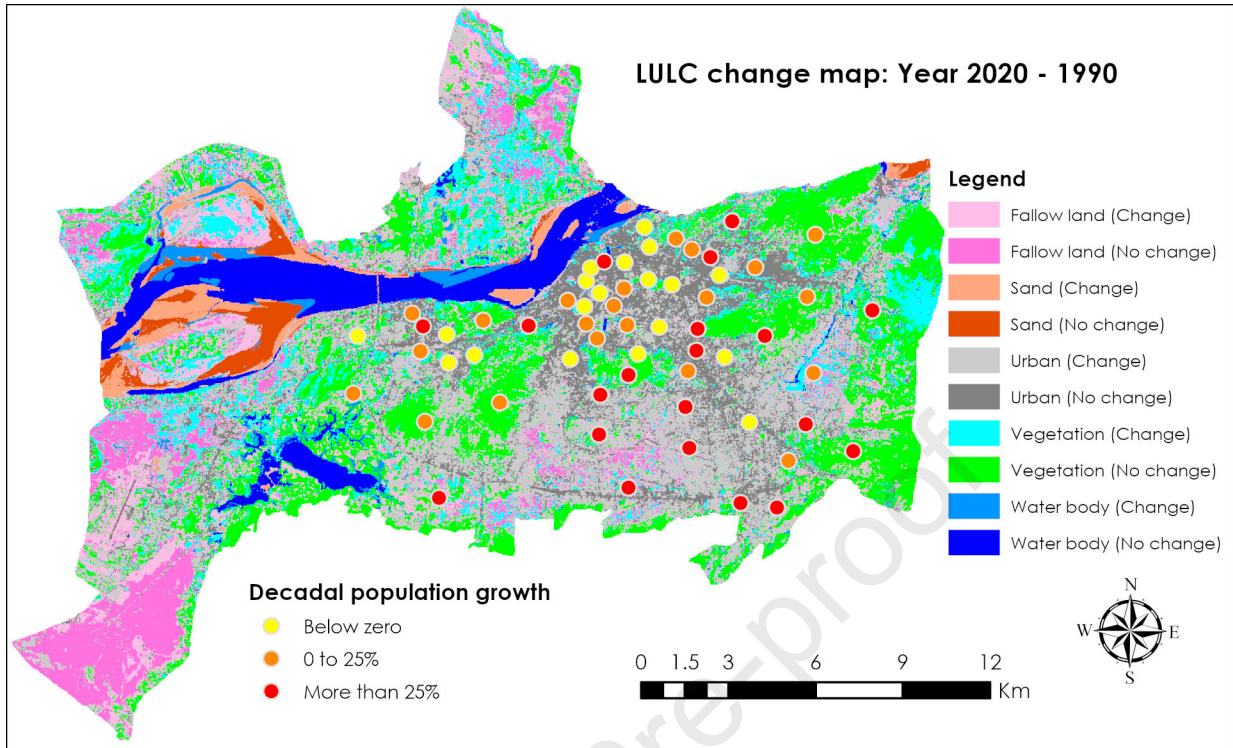 LULC change map: Year 2020 - 1990
Legend
Fallow land (Change)
Fallow land (No change)
Sand (Change)
Sand (No change)
Urban (Change)
Urban (No change)
Vegetation (Change)
Vegetation (No change)
Water body (Change)
Water body (No change)
Decadal population growth
Below zero
0 to 25%
More than 25%
0 1.5 3 6 9 12
Km
N
W E
S
re-proof